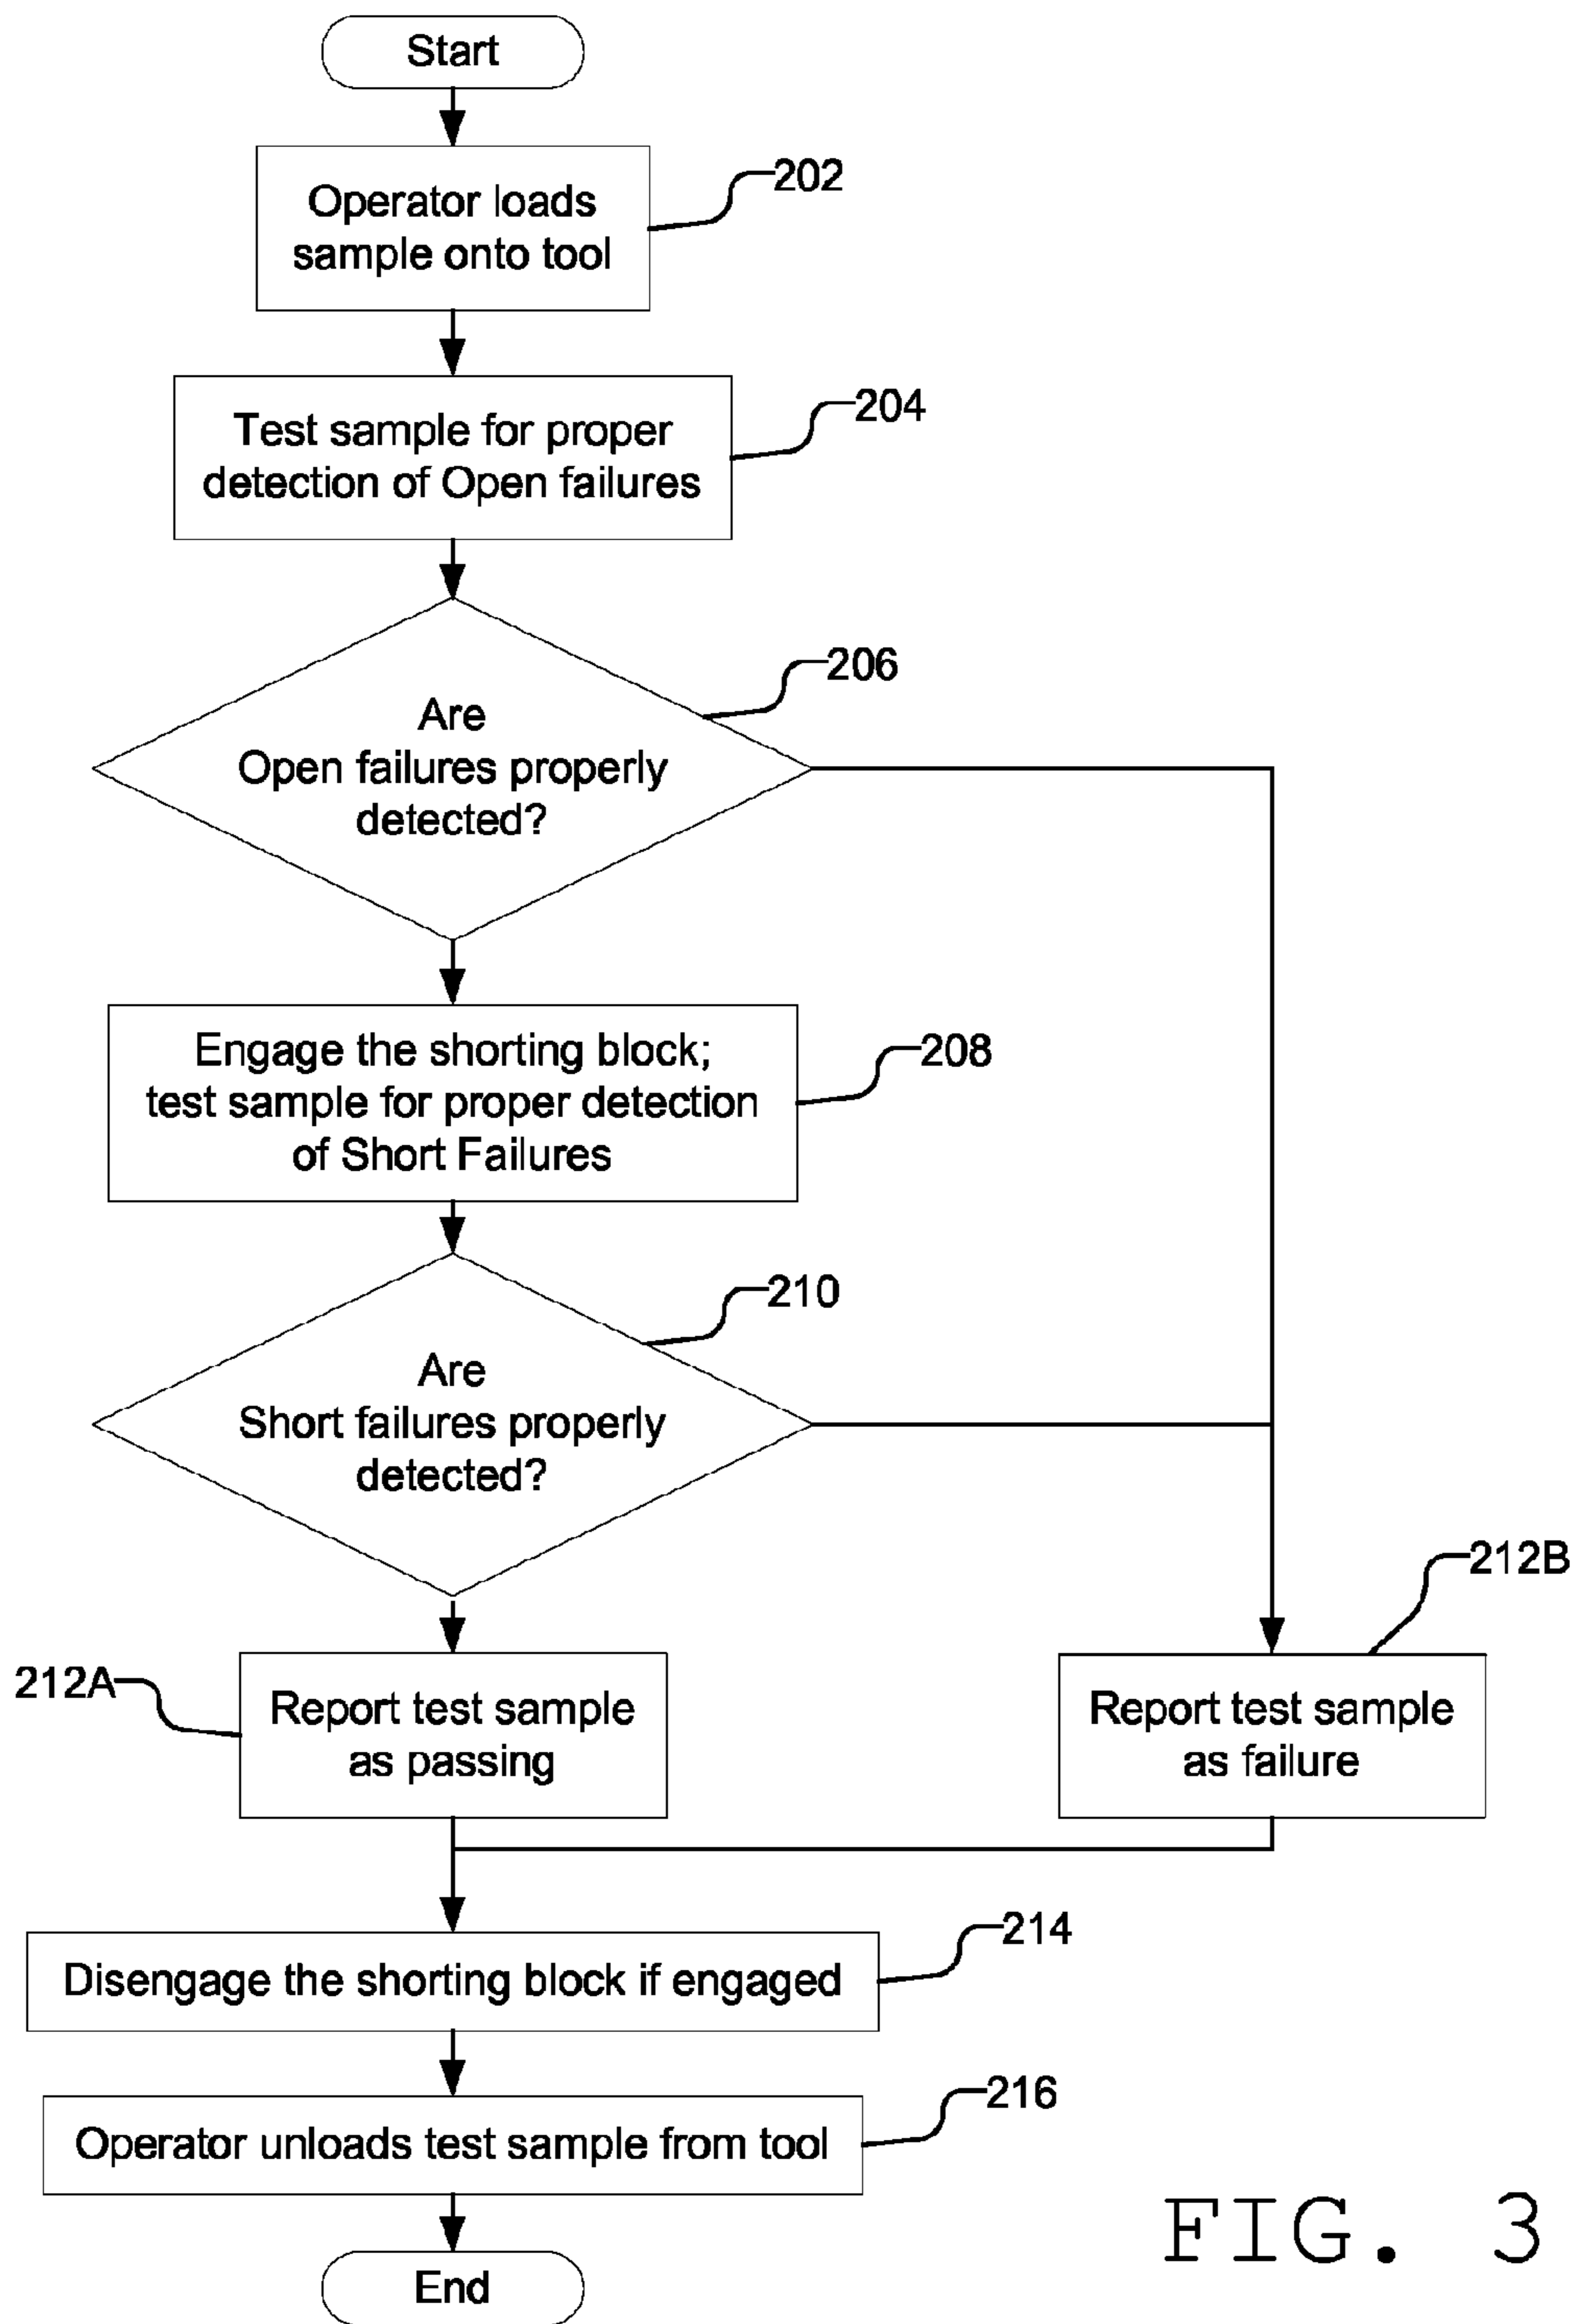 Start
202
Operator loads
sample onto tool
204
Test sample for proper
detection of Open failures
206
Are
Open failures properly
detected?
208
Engage the shorting block;
test sample for proper detection
of Short Failures
210
Are
Short failures properly
detected?
212A
Report test sample
as passing
212B
Report test sample
as failure
214
Disengage the shorting block if engaged
216
Operator unloads test sample from tool
End
FIG. 3